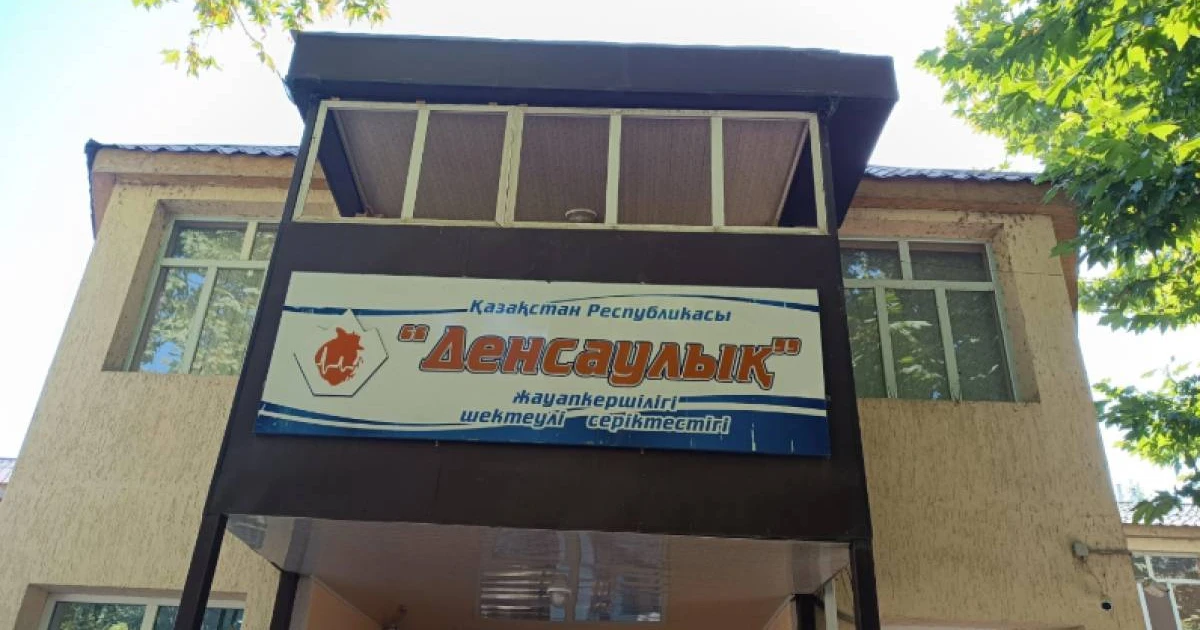 Қазақстан Республикасы
"Денсаулық"
жауапкершілігі
шектеулі серіктестігі